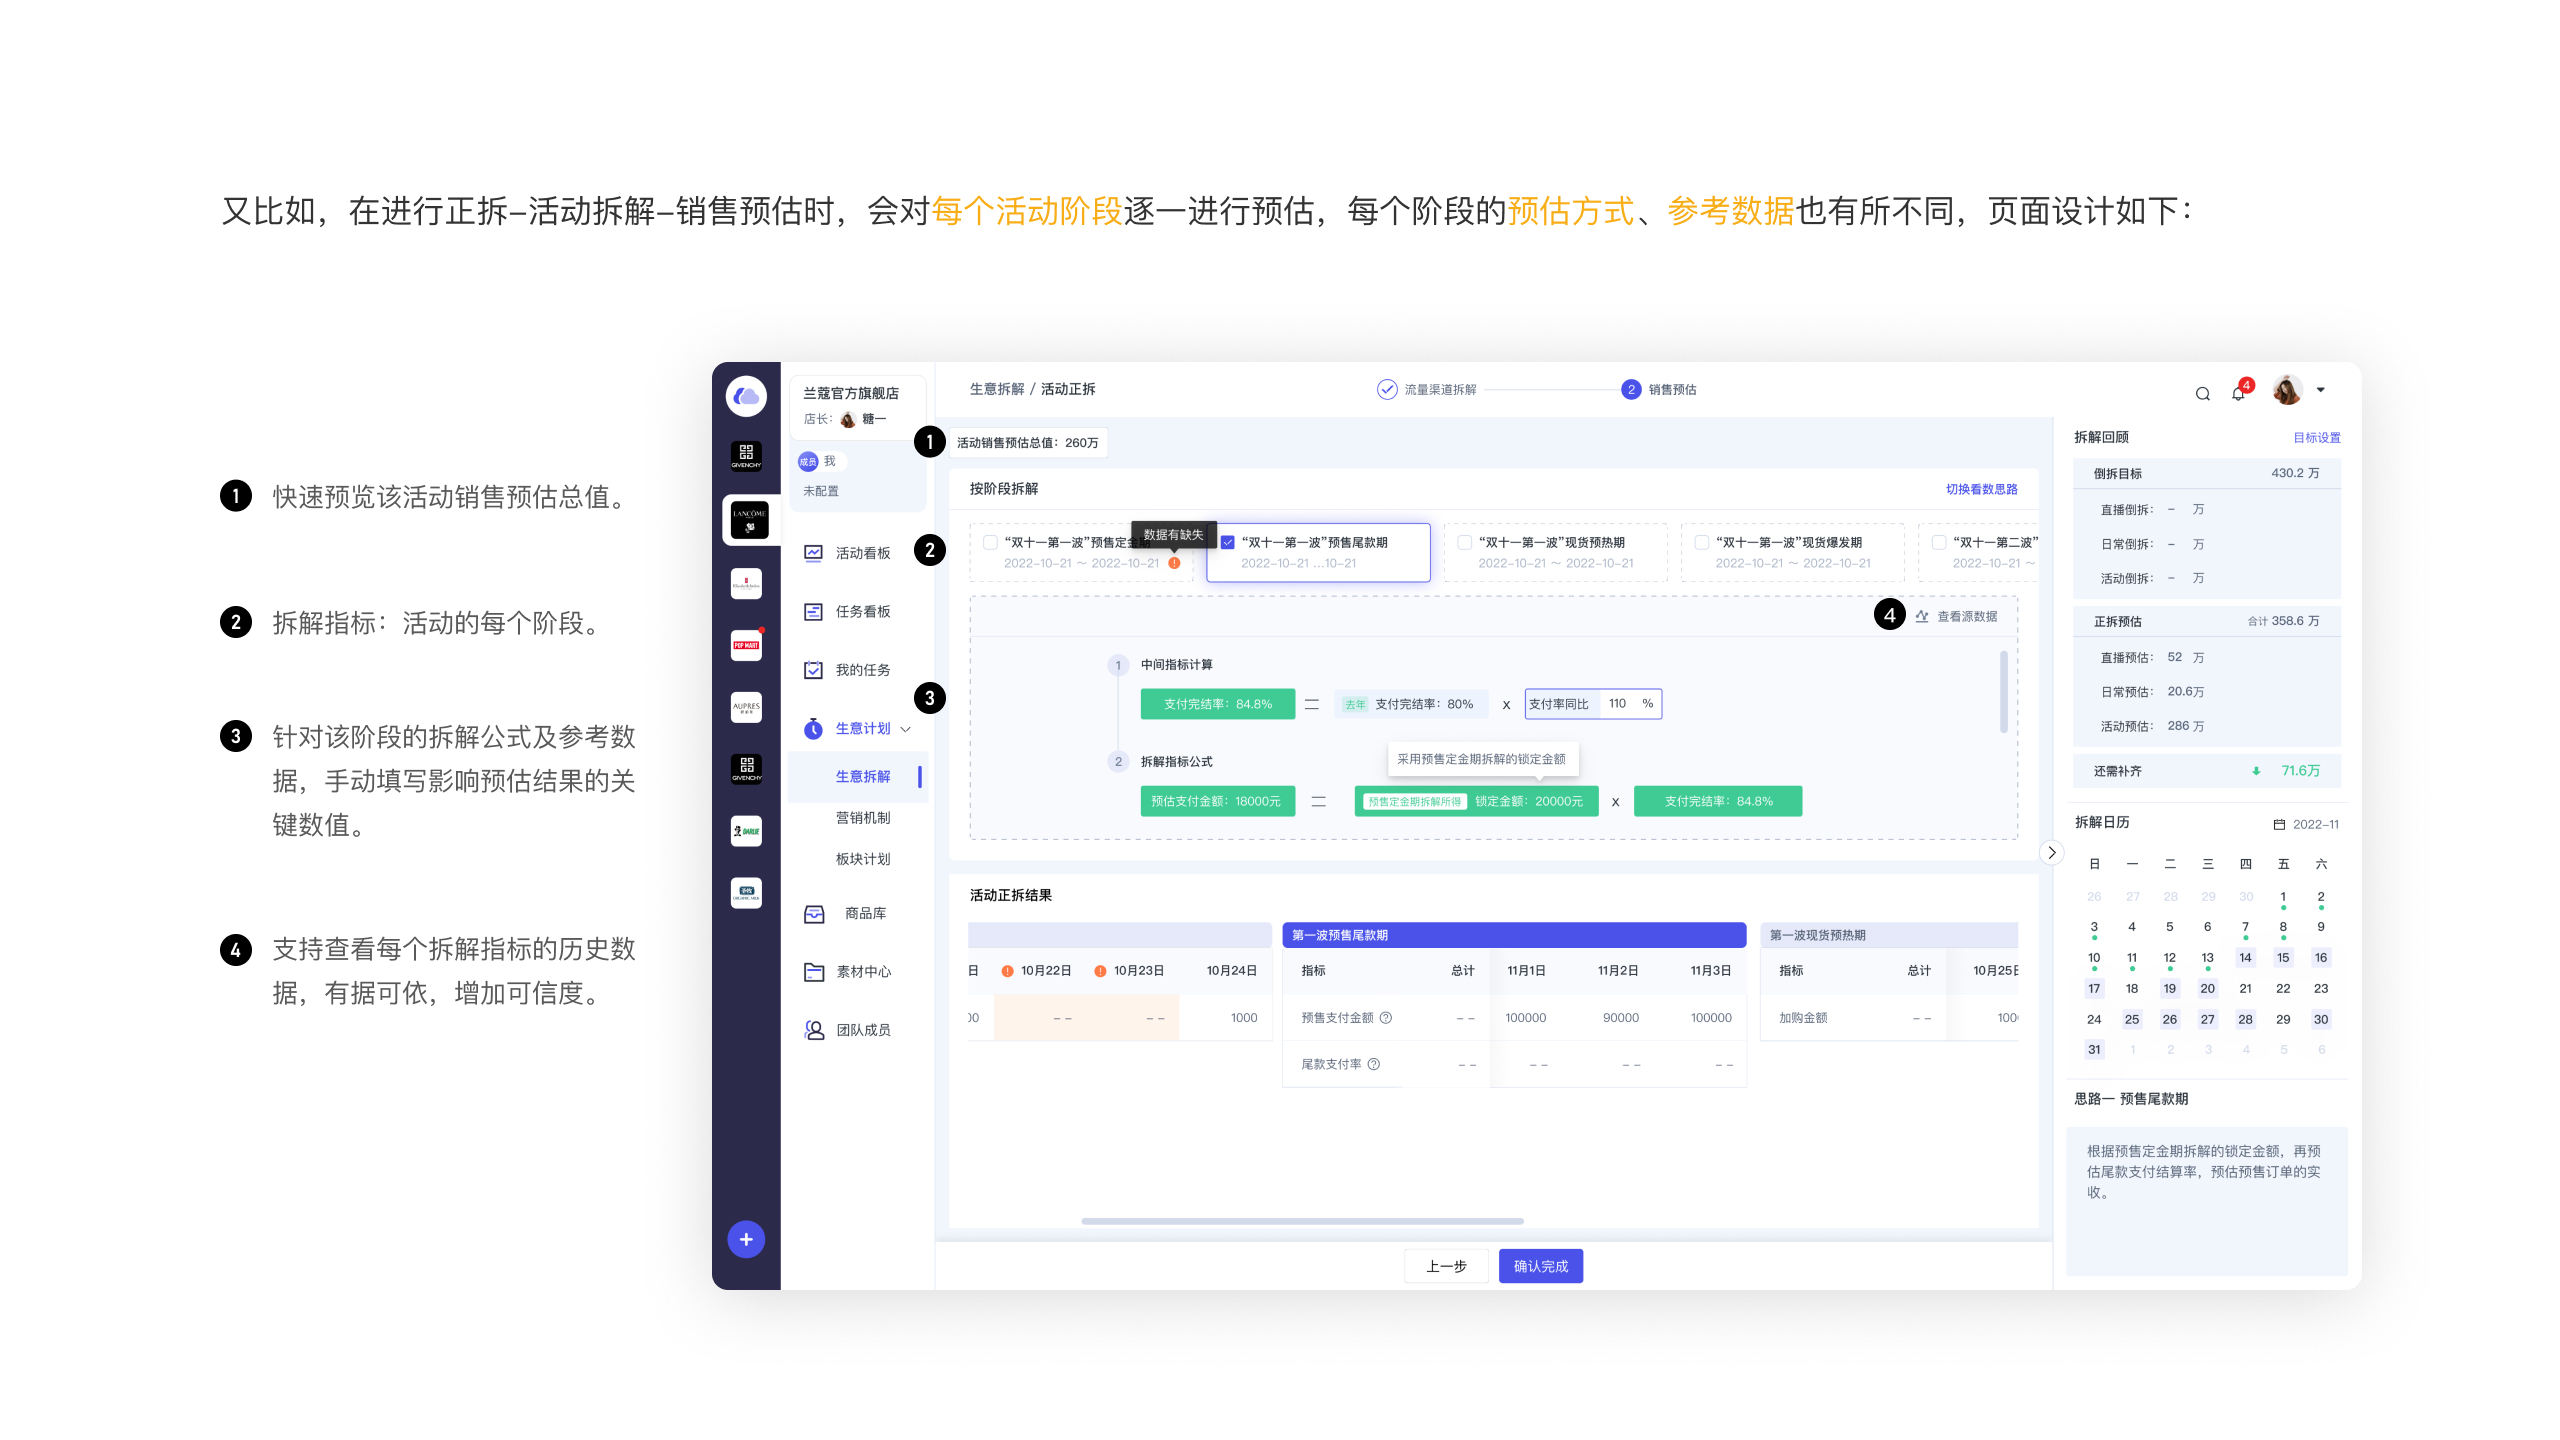 又比如，在进行正拆–活动拆解–销售预估时，会对每个活动阶段逐一进行预估，每个阶段的预估方式、参考数据也有所不同，页面设计如下：
1 快速预览该活动销售预估总值。
2 拆解指标：活动的每个阶段。
3 针对该阶段的拆解公式及参考数
据，手动填写影响预估结果的关
键数值。
4 支持查看每个拆解指标的历史数
据，有据可依，增加可信度。
GIVENCHY
LANCÔME
POP MART
AUPRES
GIVENCHY
DARLIE
兰蔻官方旗舰店
店长： 糖一
成员 我
未配置
活动看板
任务看板
我的任务
生意计划
生意拆解
营销机制
板块计划
商品库
素材中心
团队成员
生意拆解 / 活动正拆
流量渠道拆解
2 销售预估
4
1 活动销售预估总值：260万
按阶段拆解
切换看数思路
2
数据有缺失
“双十一第一波”预售定金期
2022–10–21 ～ 2022–10–21
“双十一第一波”预售尾款期
2022–10–21 ...10–21
“双十一第一波”现货预热期
2022–10–21 ～ 2022–10–21
“双十一第一波”现货爆发期
2022–10–21 ～ 2022–10–21
“双十一第二波”
2022–10–21 ～
4 查看源数据
3
1 中间指标计算
支付完结率：84.8% = 去年 支付完结率：80% x 支付率同比 110 %
采用预售定金期拆解的锁定金额
2 拆解指标公式
预估支付金额：18000元 = 预售定金期拆解所得 锁定金额：20000元 x 支付完结率：84.8%
活动正拆结果
第一波预售尾款期
第一波现货预热期
日 10月22日 10月23日 10月24日 指标 总计 11月1日 11月2日 11月3日 指标 总计 10月25日
00 – – – – 1000 预售支付金额 – – 100000 90000 100000 加购金额 – – 100
尾款支付率 – – – – – – – –
上一步
确认完成
拆解回顾 目标设置
倒拆目标 430.2 万
直播倒拆： – 万
日常倒拆： – 万
活动倒拆： – 万
正拆预估 合计 358.6 万
直播预估： 52 万
日常预估： 20.6万
活动预估： 286 万
还需补齐 71.6万
拆解日历 2022–11
日 一 二 三 四 五 六
26 27 28 29 30 1 2
3 4 5 6 7 8 9
10 11 12 13 14 15 16
17 18 19 20 21 22 23
24 25 26 27 28 29 30
31 1 2 3 4 5 6
思路一 预售尾款期
根据预售定金期拆解的锁定金额，再预
估尾款支付结算率，预估预售订单的实
收。